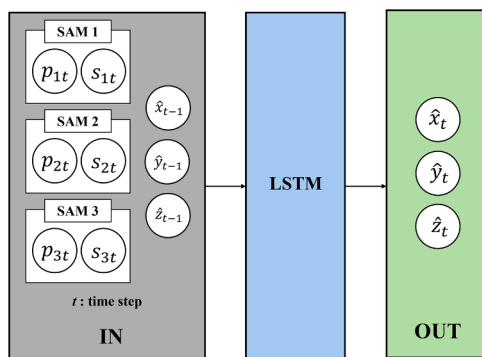 SAM 1
p₁ₜ s₁ₜ
x̂ₜ₋₁
SAM 2
p₂ₜ s₂ₜ
ŷₜ₋₁
SAM 3
p₃ₜ s₃ₜ
ẑₜ₋₁
t : time step
IN
LSTM
x̂ₜ
ŷₜ
ẑₜ
OUT